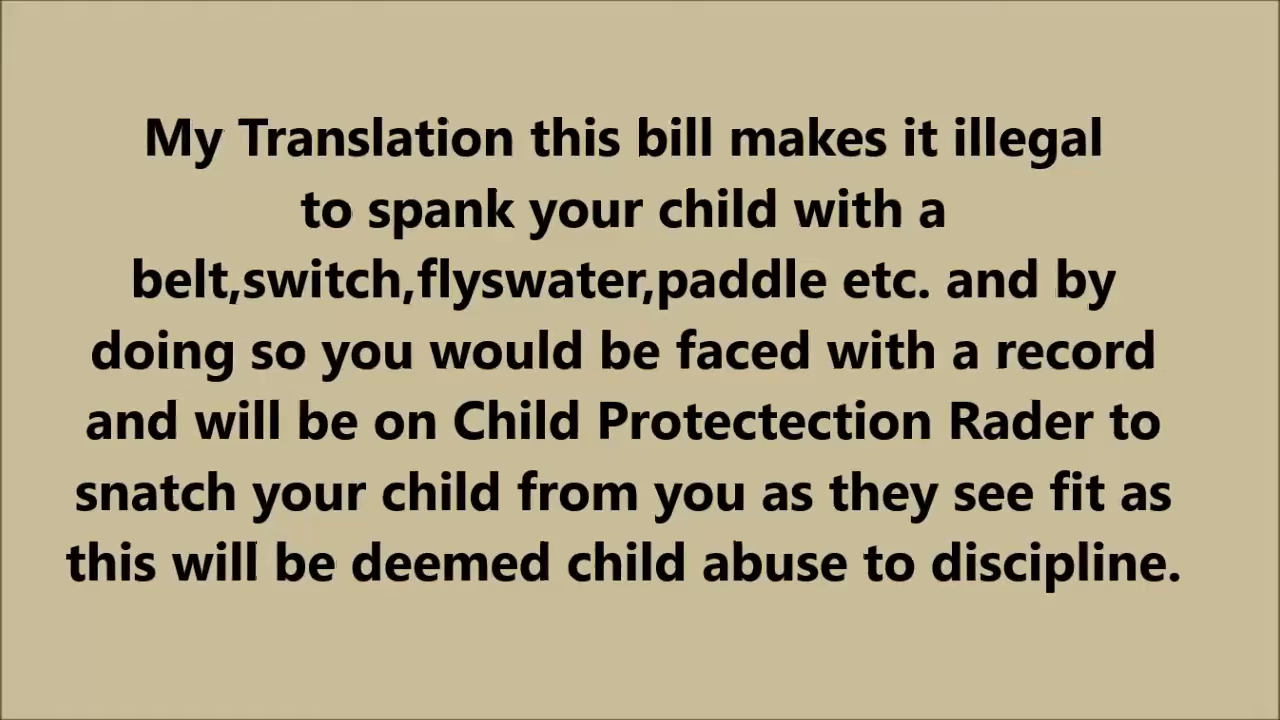 My Translation this bill makes it illegal
to spank your child with a
belt,switch,flyswater,paddle etc. and by
doing so you would be faced with a record
and will be on Child Protectection Rader to
snatch your child from you as they see fit as
this will be deemed child abuse to discipline.